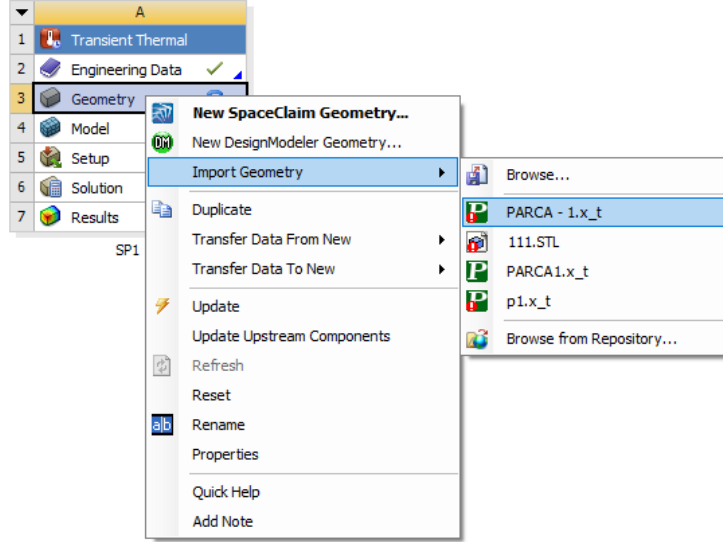 A
1 Transient Thermal
2 Engineering Data
3 Geometry
4 Model
5 Setup
6 Solution
7 Results
SP1
New SpaceClaim Geometry...
DM New DesignModeler Geometry...
Import Geometry
Duplicate
Transfer Data From New
Transfer Data To New
Update
Update Upstream Components
Refresh
Reset
a|b Rename
Properties
Quick Help
Add Note
Browse...
P PARCA - 1.x_t
111.STL
P PARCA1.x_t
P p1.x_t
Browse from Repository...